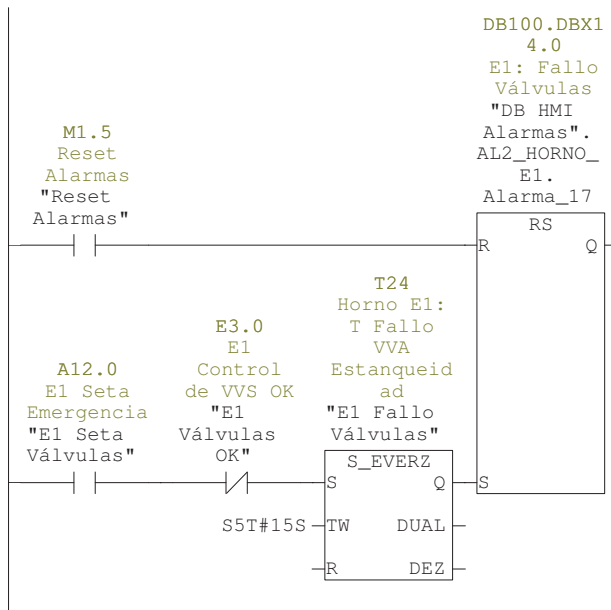 DB100.DBX1
4.0
E1: Fallo
Válvulas
"DB HMI
Alarmas".
AL2_HORNO_
E1.
Alarma_17
M1.5
Reset
Alarmas
"Reset
Alarmas"
RS
R
Q
T24
Horno E1:
T Fallo
VVA
Estanqueid
ad
"E1 Fallo
Válvulas"
E3.0
E1
Control
de VVS OK
"E1
Válvulas
OK"
A12.0
E1 Seta
Emergencia
"E1 Seta
Válvulas"
S_EVERZ
S
Q
S
S5T#15S
TW
DUAL
R
DEZ